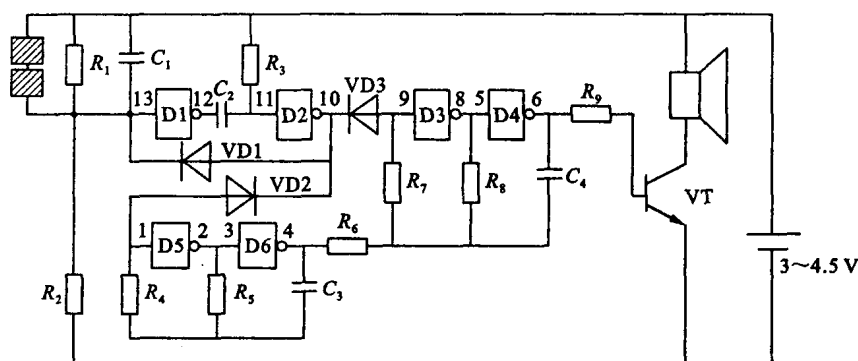 R1 C1 R3
13 D1 12 C2 11 D2 10 VD3 9 D3 8 5 D4 6 R9
VD1
VD2 R7 R8 C4 VT
1 D5 2 3 D6 4 R6
R2 R4 R5 C3 3~4.5 V